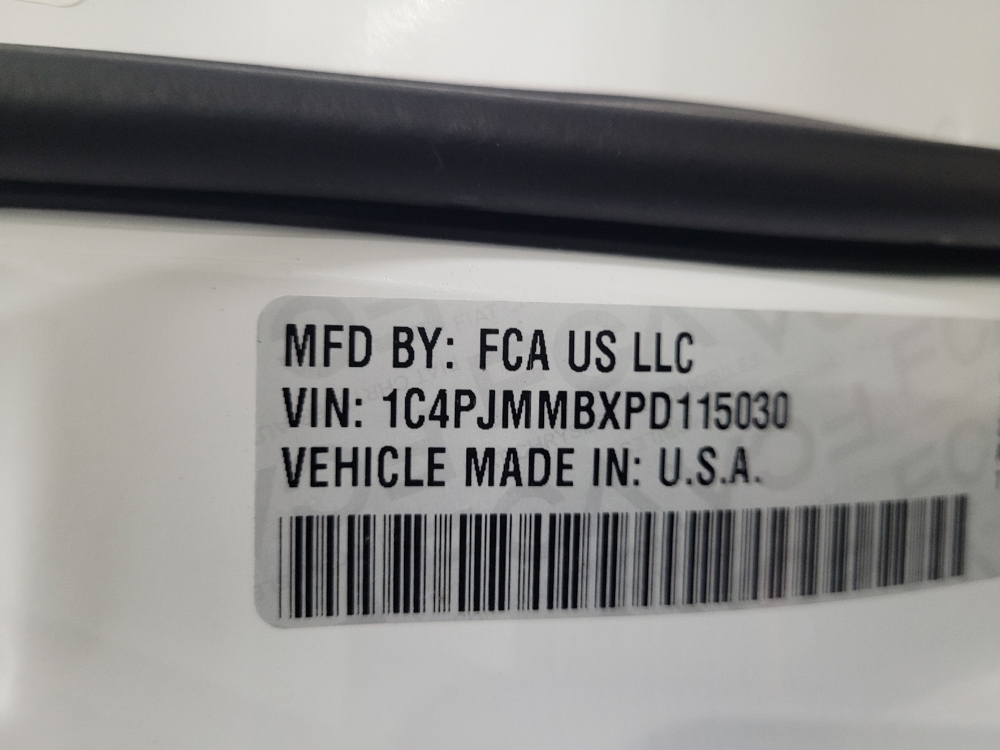 MFD BY: FCA US LLC
VIN: 1C4PJMMBXPD115030
VEHICLE MADE IN: U.S.A.